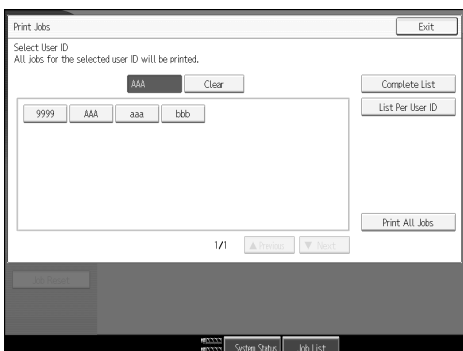 Print Jobs
Exit
Select User ID
All jobs for the selected user ID will be printed.
AAA
Clear
Complete List
9999
AAA
aaa
bbb
List Per User ID
Print All Jobs
1/1
▲ Previous
▼ Next
Job Reset
System Status
Job List